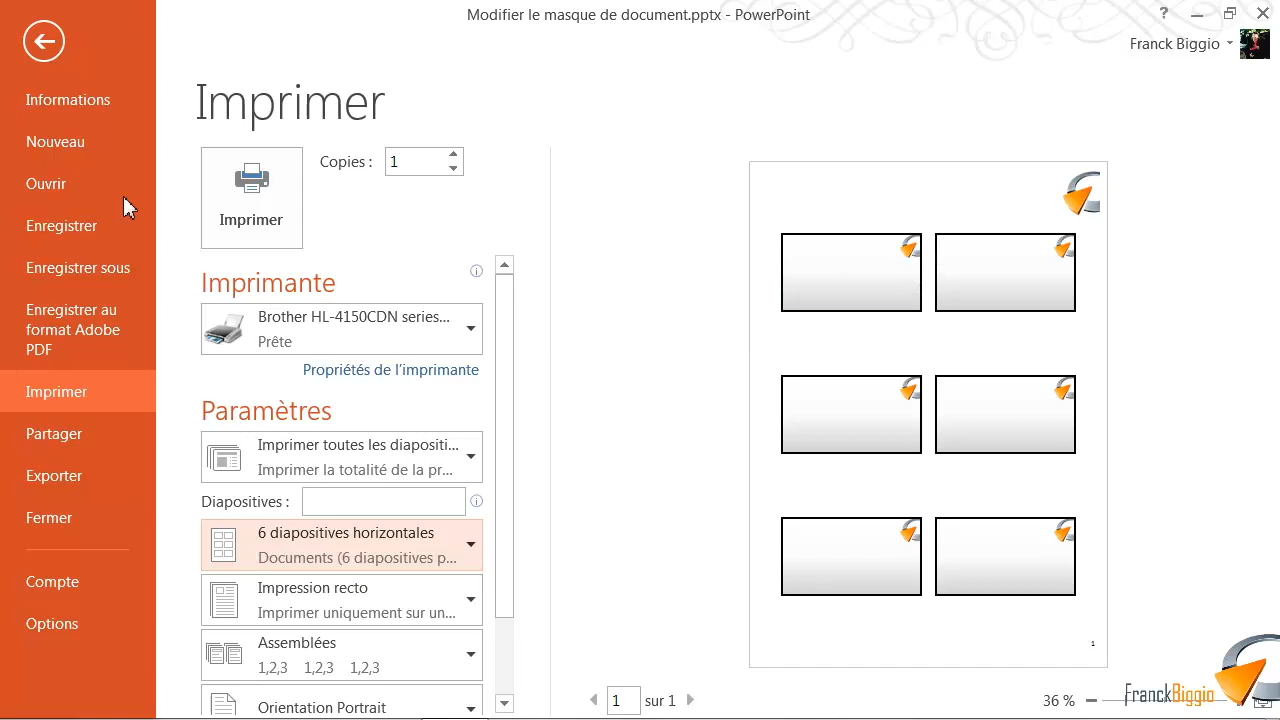 Modifier le masque de document.pptx - PowerPoint
?
Franck Biggio
Informations
Nouveau
Ouvrir
Enregistrer
Enregistrer sous
Enregistrer au
format Adobe
PDF
Imprimer
Partager
Exporter
Fermer
Compte
Options
Imprimer
Imprimer
Copies : 1
Imprimante
Brother HL-4150CDN series...
Prête
Propriétés de l'imprimante
Paramètres
Imprimer toutes les diapositi...
Imprimer la totalité de la pr...
Diapositives :
6 diapositives horizontales
Documents (6 diapositives p...
Impression recto
Imprimer uniquement sur un...
Assemblées
1,2,3 1,2,3 1,2,3
Orientation Portrait
1
1 sur 1
36 %
FranckBiggio